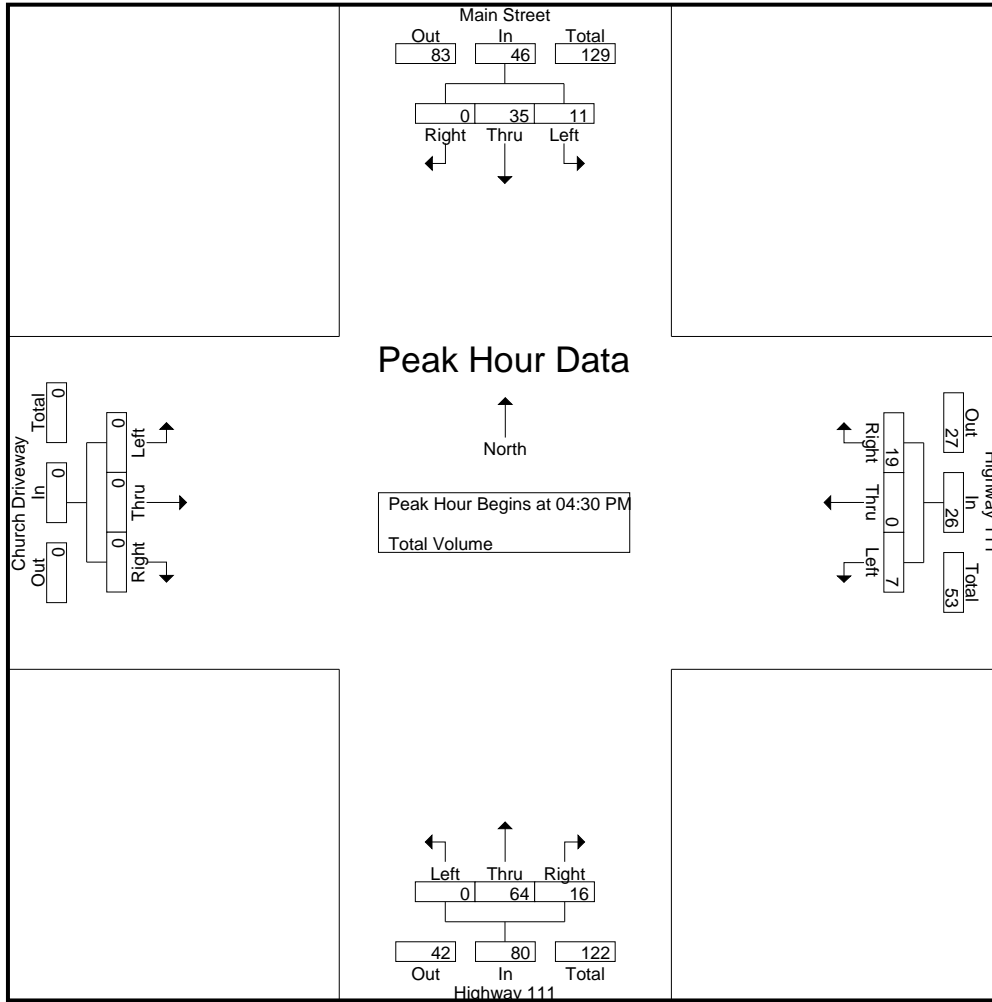 Main Street
Out In Total
83 46 129
0 35 11
Right Thru Left
Peak Hour Data
North
Peak Hour Begins at 04:30 PM
Total Volume
Church Driveway
Total In Out
0 0 0
0 0 0
Left Thru Right
Highway 111
Out In Total
27 26 53
19 0 7
Right Thru Left
Left Thru Right
0 64 16
42 80 122
Out In Total
Highway 111